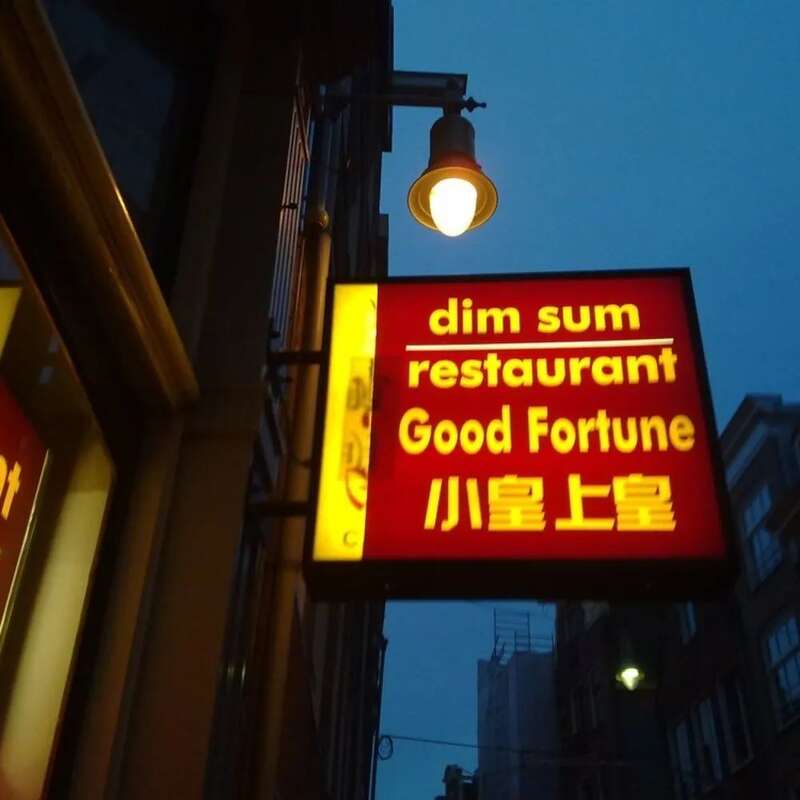 dim sum
restaurant
Good Fortune
小皇上皇